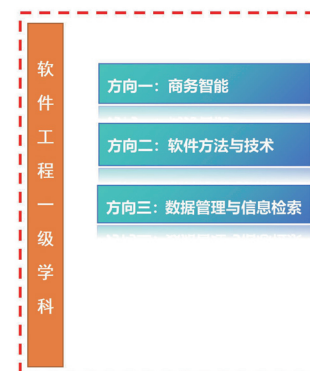 软件工程一级学科
方向一：商务智能
方向二：软件方法与技术
方向三：数据管理与信息检索